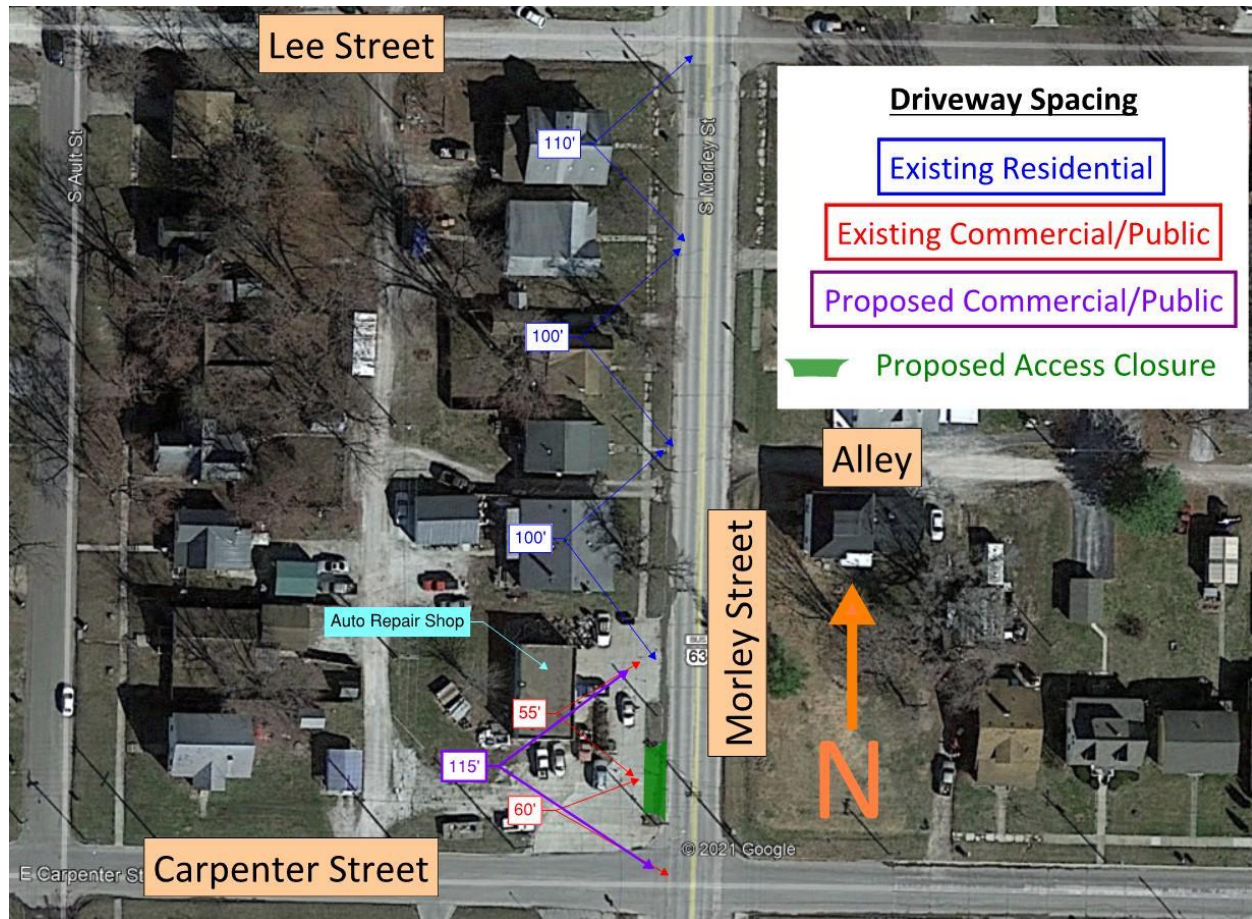 Lee Street
S Ault St
S Morley St
Driveway Spacing
Existing Residential
Existing Commercial/Public
Proposed Commercial/Public
Proposed Access Closure
110'
100'
Alley
100'
Morley Street
Auto Repair Shop
BUS
63
55'
115'
60'
N
© 2021 Google
E Carpenter St
Carpenter Street